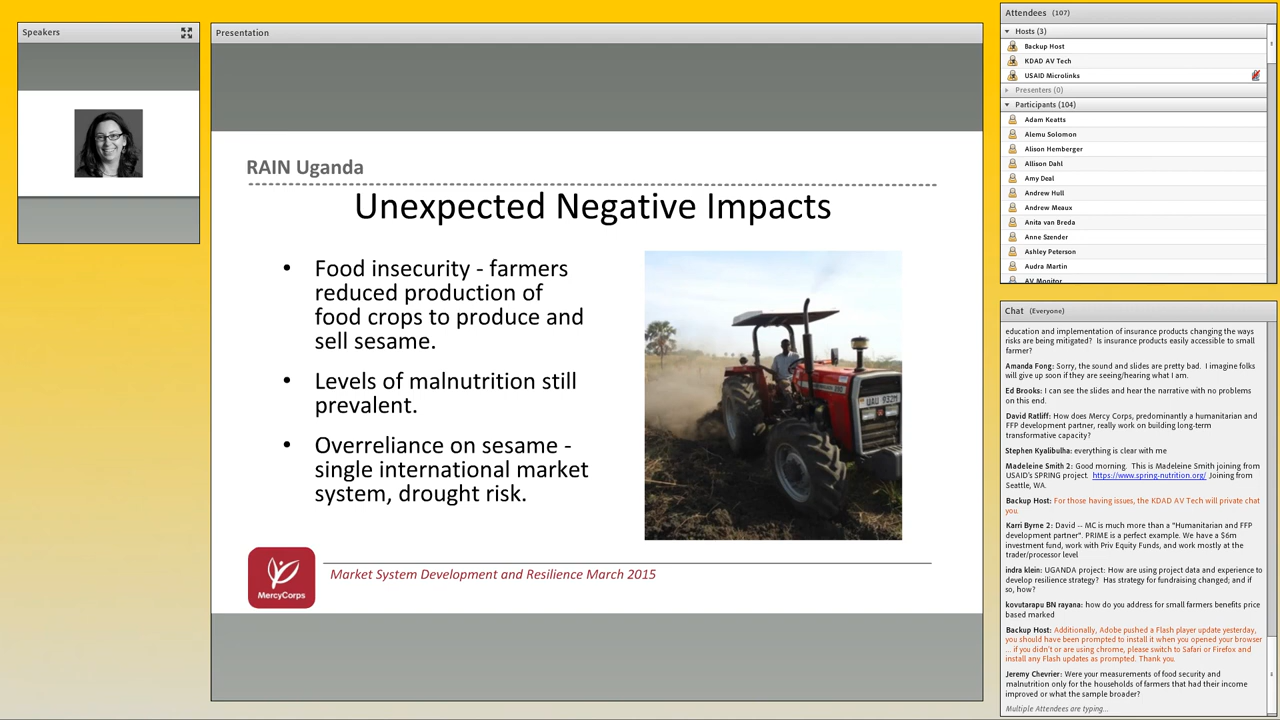 Speakers
Presentation
RAIN Uganda
Unexpected Negative Impacts
• Food insecurity - farmers
reduced production of
food crops to produce and
sell sesame.
• Levels of malnutrition still
prevalent.
• Overreliance on sesame -
single international market
system, drought risk.
MercyCorps
Market System Development and Resilience March 2015
Attendees (107)
Hosts (3)
Backup Host
KDAD AV Tech
USAID Microlinks
Presenters (0)
Participants (104)
Adam Keatts
Alemu Solomon
Alison Hemberger
Allison Dahl
Amy Deal
Andrew Hull
Andrew Meaux
Anita van Breda
Anne Szender
Ashley Peterson
Audra Martin
AV Monitor
Chat (Everyone)
education and implementation of insurance products changing the ways
risks are being mitigated? Is insurance products easily accessible to small
farmer?
Amanda Fong: Sorry, the sound and slides are pretty bad. I imagine folks
will give up soon if they are seeing/hearing what I am.
Ed Brooks: I can see the slides and hear the narrative with no problems
on this end.
David Ratliff: How does Mercy Corps, predominantly a humanitarian and
FFP development partner, really work on building long-term
transformative capacity?
Stephen Kyalibulha: everything is clear with me
Madeleine Smith 2: Good morning. This is Madeleine Smith joining from
USAID's SPRING project. https://www.spring-nutrition.org/ Joining from
Seattle, WA.
Backup Host: For those having issues, the KDAD AV Tech will private chat
you.
Karri Byrne 2: David -- MC is much more than a "Humanitarian and FFP
development partner". PRIME is a perfect example. We have a $6m
investment fund, work with Priv Equity Funds, and work mostly at the
trader/processor level
indra klein: UGANDA project: How are using project data and experience to
develop resilience strategy? Has strategy for fundraising changed; and if
so, how?
kovutarapu BN rayana: how do you address for small farmers benefits price
based marked
Backup Host: Additionally, Adobe pushed a Flash player update yesterday,
you should have been prompted to install it when you opened your browser
... if you didn't or are using chrome, please switch to Safari or Firefox and
install any Flash updates as prompted. Thank you.
Jeremy Chevrier: Were your measurements of food security and
malnutrition only for the households of farmers that had their income
improved or what the sample broader?
Multiple Attendees are typing...